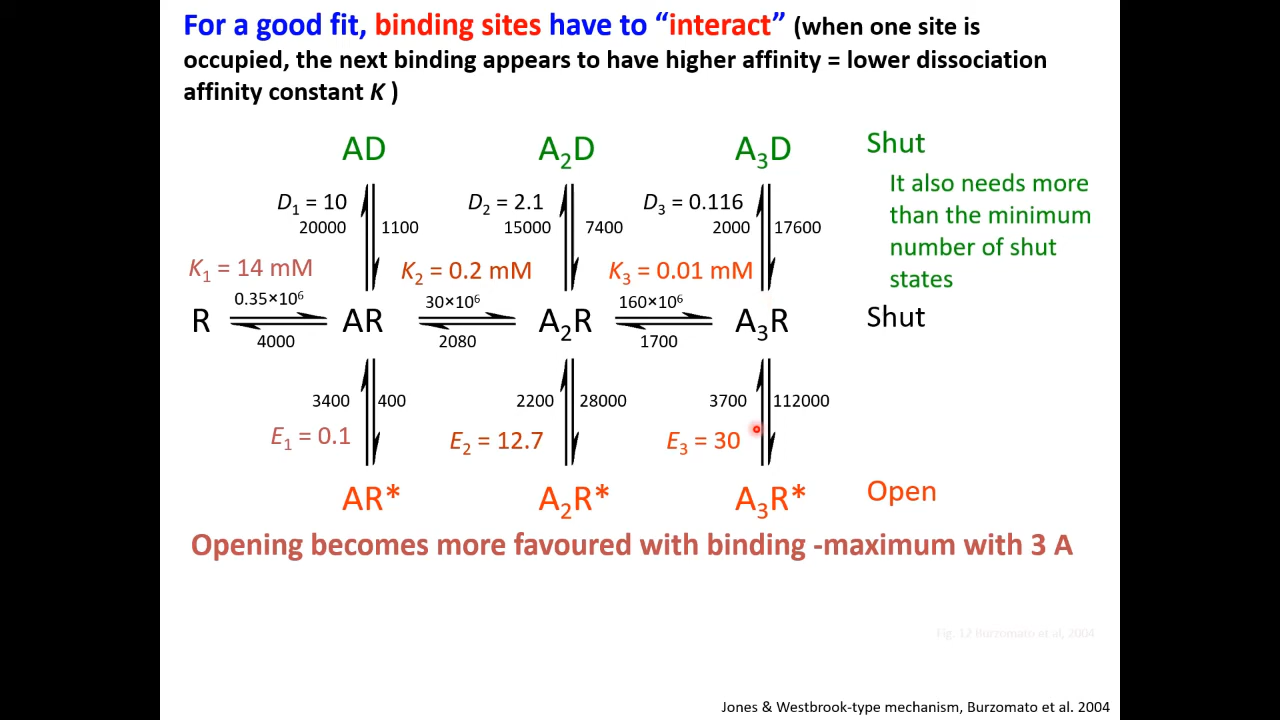 For a good fit, binding sites have to “interact” (when one site is
occupied, the next binding appears to have higher affinity = lower dissociation
affinity constant K )
AD A₂D A₃D Shut
It also needs more
than the minimum
number of shut
states
D₁ = 10 D₂ = 2.1 D₃ = 0.116
20000 1100 15000 7400 2000 17600
K₁ = 14 mM K₂ = 0.2 mM K₃ = 0.01 mM
0.35×10⁶ 30×10⁶ 160×10⁶
R AR A₂R A₃R Shut
4000 2080 1700
3400 400 2200 28000 3700 112000
E₁ = 0.1 E₂ = 12.7 E₃ = 30
AR* A₂R* A₃R* Open
Opening becomes more favoured with binding -maximum with 3 A
Fig. 12 Burzomato et al, 2004
Jones & Westbrook-type mechanism, Burzomato et al. 2004